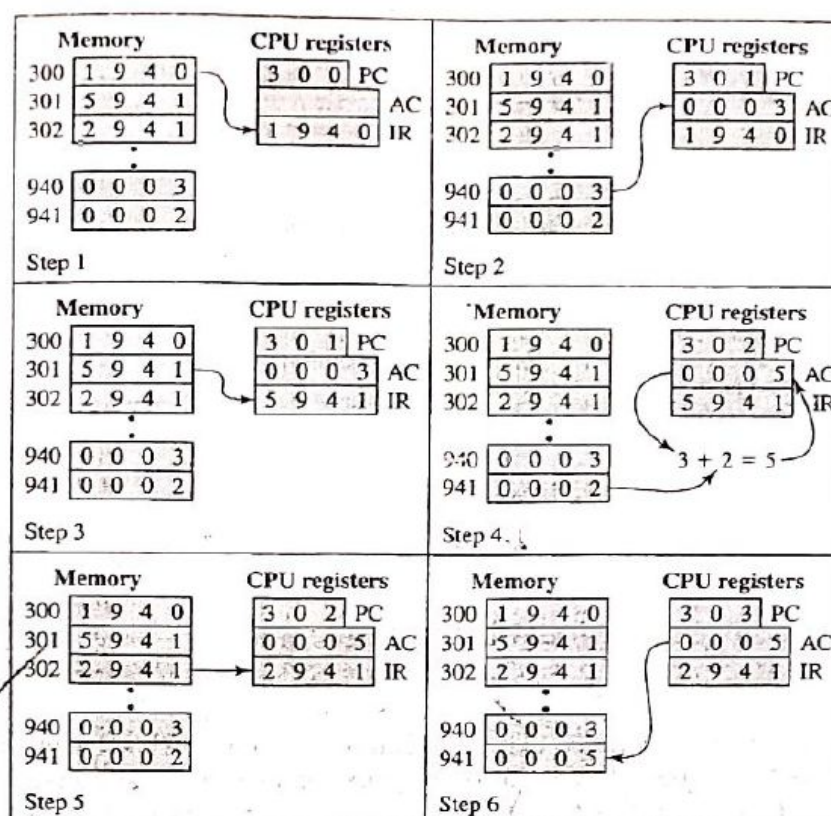 Memory CPU registers
300 1 9 4 0 3 0 0 PC
301 5 9 4 1 AC
302 2 9 4 1 1 9 4 0 IR
940 0 0 0 3
941 0 0 0 2
Step 1
Memory CPU registers
300 1 9 4 0 3 0 1 PC
301 5 9 4 1 0 0 0 3 AC
302 2 9 4 1 1 9 4 0 IR
940 0 0 0 3
941 0 0 0 2
Step 2
Memory CPU registers
300 1 9 4 0 3 0 1 PC
301 5 9 4 1 0 0 0 3 AC
302 2 9 4 1 5 9 4 1 IR
940 0 0 0 3
941 0 0 0 2
Step 3
Memory CPU registers
300 1 9 4 0 3 0 2 PC
301 5 9 4 1 0 0 0 5 AC
302 2 9 4 1 5 9 4 1 IR
940 0 0 0 3 3 + 2 = 5
941 0 0 0 2
Step 4
Memory CPU registers
300 1 9 4 0 3 0 2 PC
301 5 9 4 1 0 0 0 5 AC
302 2 9 4 1 2 9 4 1 IR
940 0 0 0 3
941 0 0 0 2
Step 5
Memory CPU registers
300 1 9 4 0 3 0 3 PC
301 5 9 4 1 0 0 0 5 AC
302 2 9 4 1 2 9 4 1 IR
940 0 0 0 3
941 0 0 0 5
Step 6